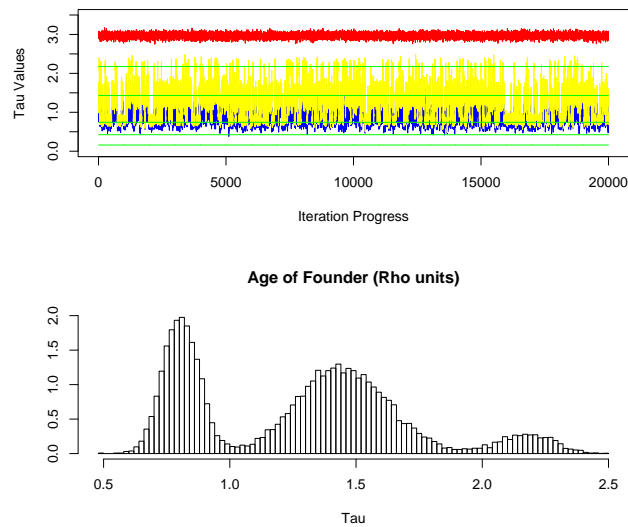 Tau Values
3.0
2.0
1.0
0.0
0 5000 10000 15000 20000
Iteration Progress
Age of Founder (Rho units)
2.0
1.5
1.0
0.5
0.0
0.5 1.0 1.5 2.0 2.5
Tau